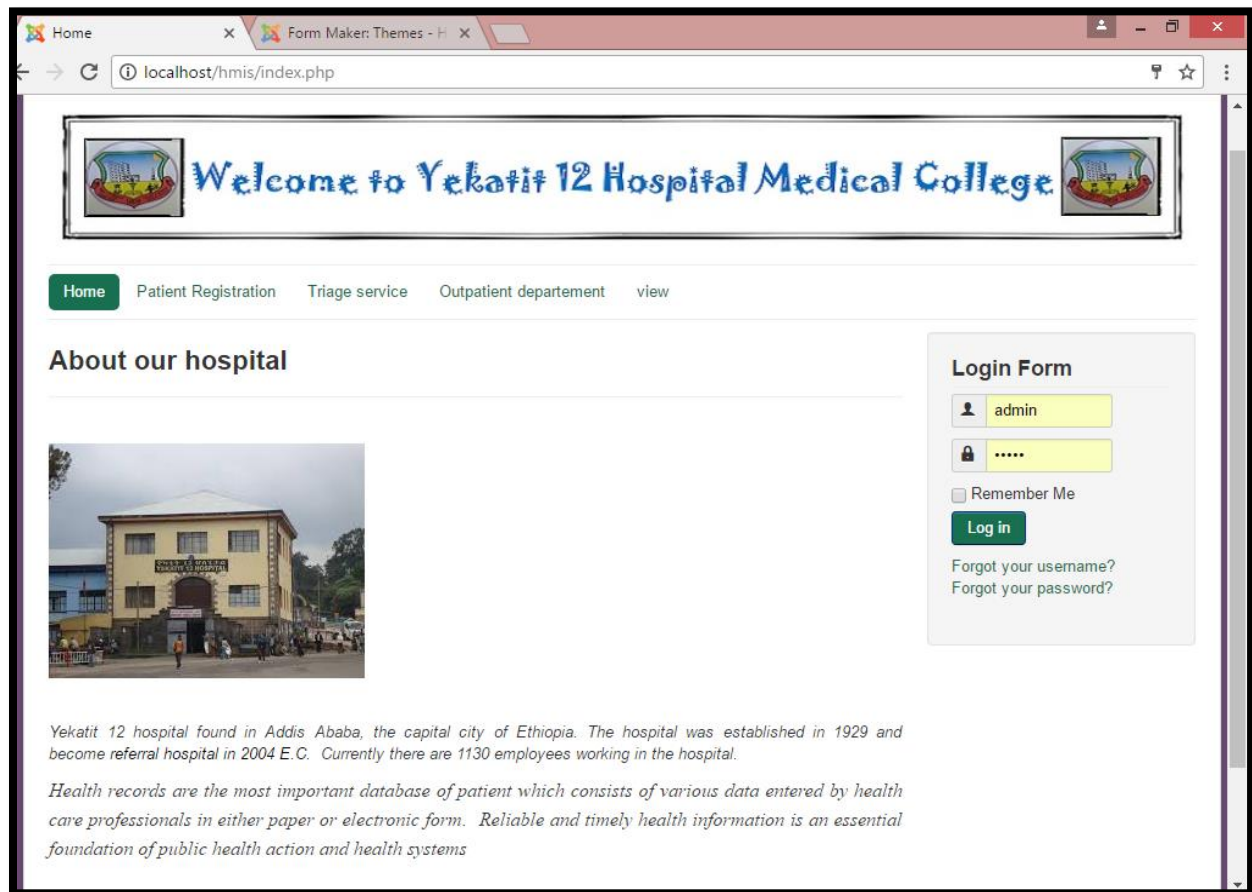 Home
Form Maker: Themes - H
localhost/hmis/index.php
Welcome to Yekatit 12 Hospital Medical College
Home Patient Registration Triage service Outpatient departement view
About our hospital
YEKATIT 12 HOSPITAL
Login Form
admin
•••••
Remember Me
Log in
Forgot your username?
Forgot your password?
Yekatit 12 hospital found in Addis Ababa, the capital city of Ethiopia. The hospital was established in 1929 and
become referral hospital in 2004 E.C. Currently there are 1130 employees working in the hospital.
Health records are the most important database of patient which consists of various data entered by health
care professionals in either paper or electronic form. Reliable and timely health information is an essential
foundation of public health action and health systems